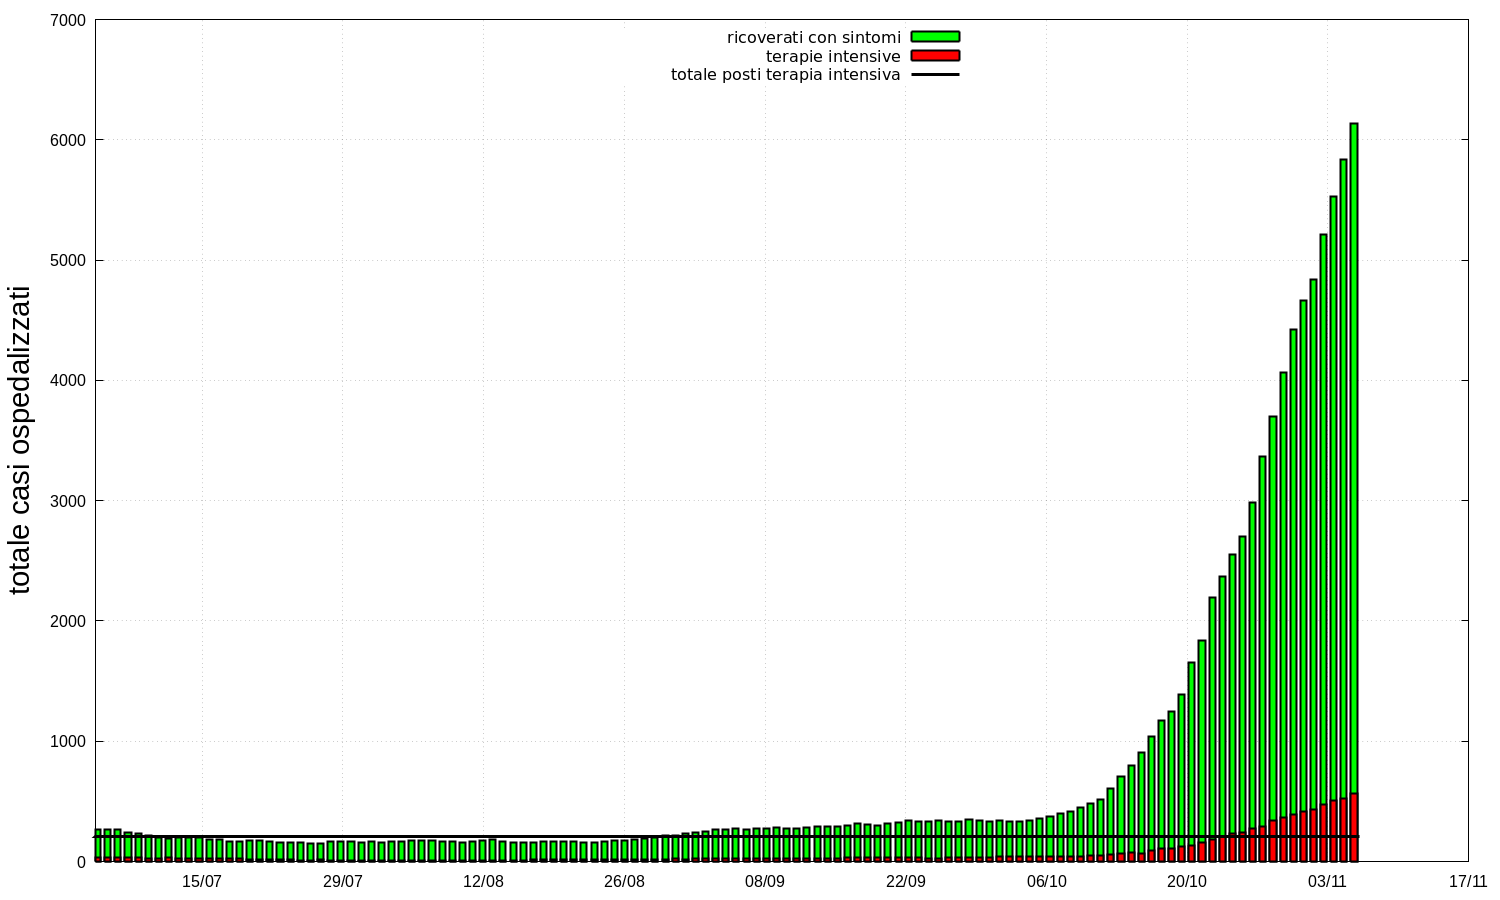 7000
6000
5000
4000
3000
2000
1000
0
totale casi ospedalizzati
ricoverati con sintomi
terapie intensive
totale posti terapia intensiva
15/07 29/07 12/08 26/08 08/09 22/09 06/10 20/10 03/11 17/11